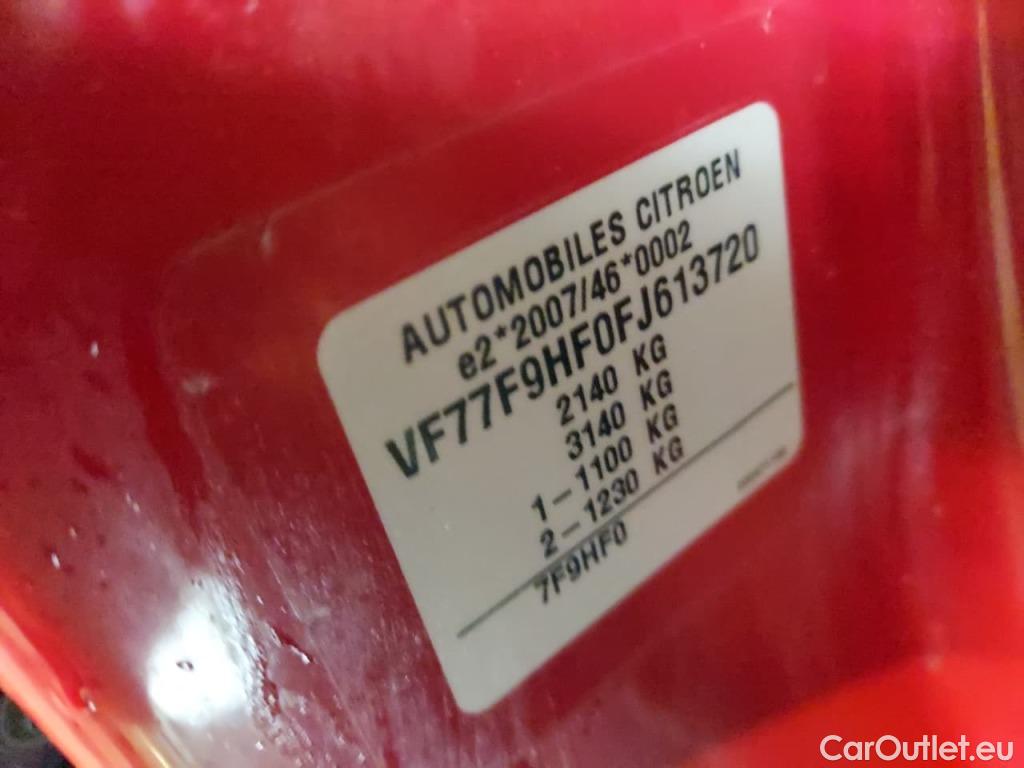 AUTOMOBILES CITROEN
e2*2007/46*0002
VF77F9HF0FJ613720
2140 KG
3140 KG
1-1100 KG
2-1230 KG
7F9HF0
CarOutlet.eu